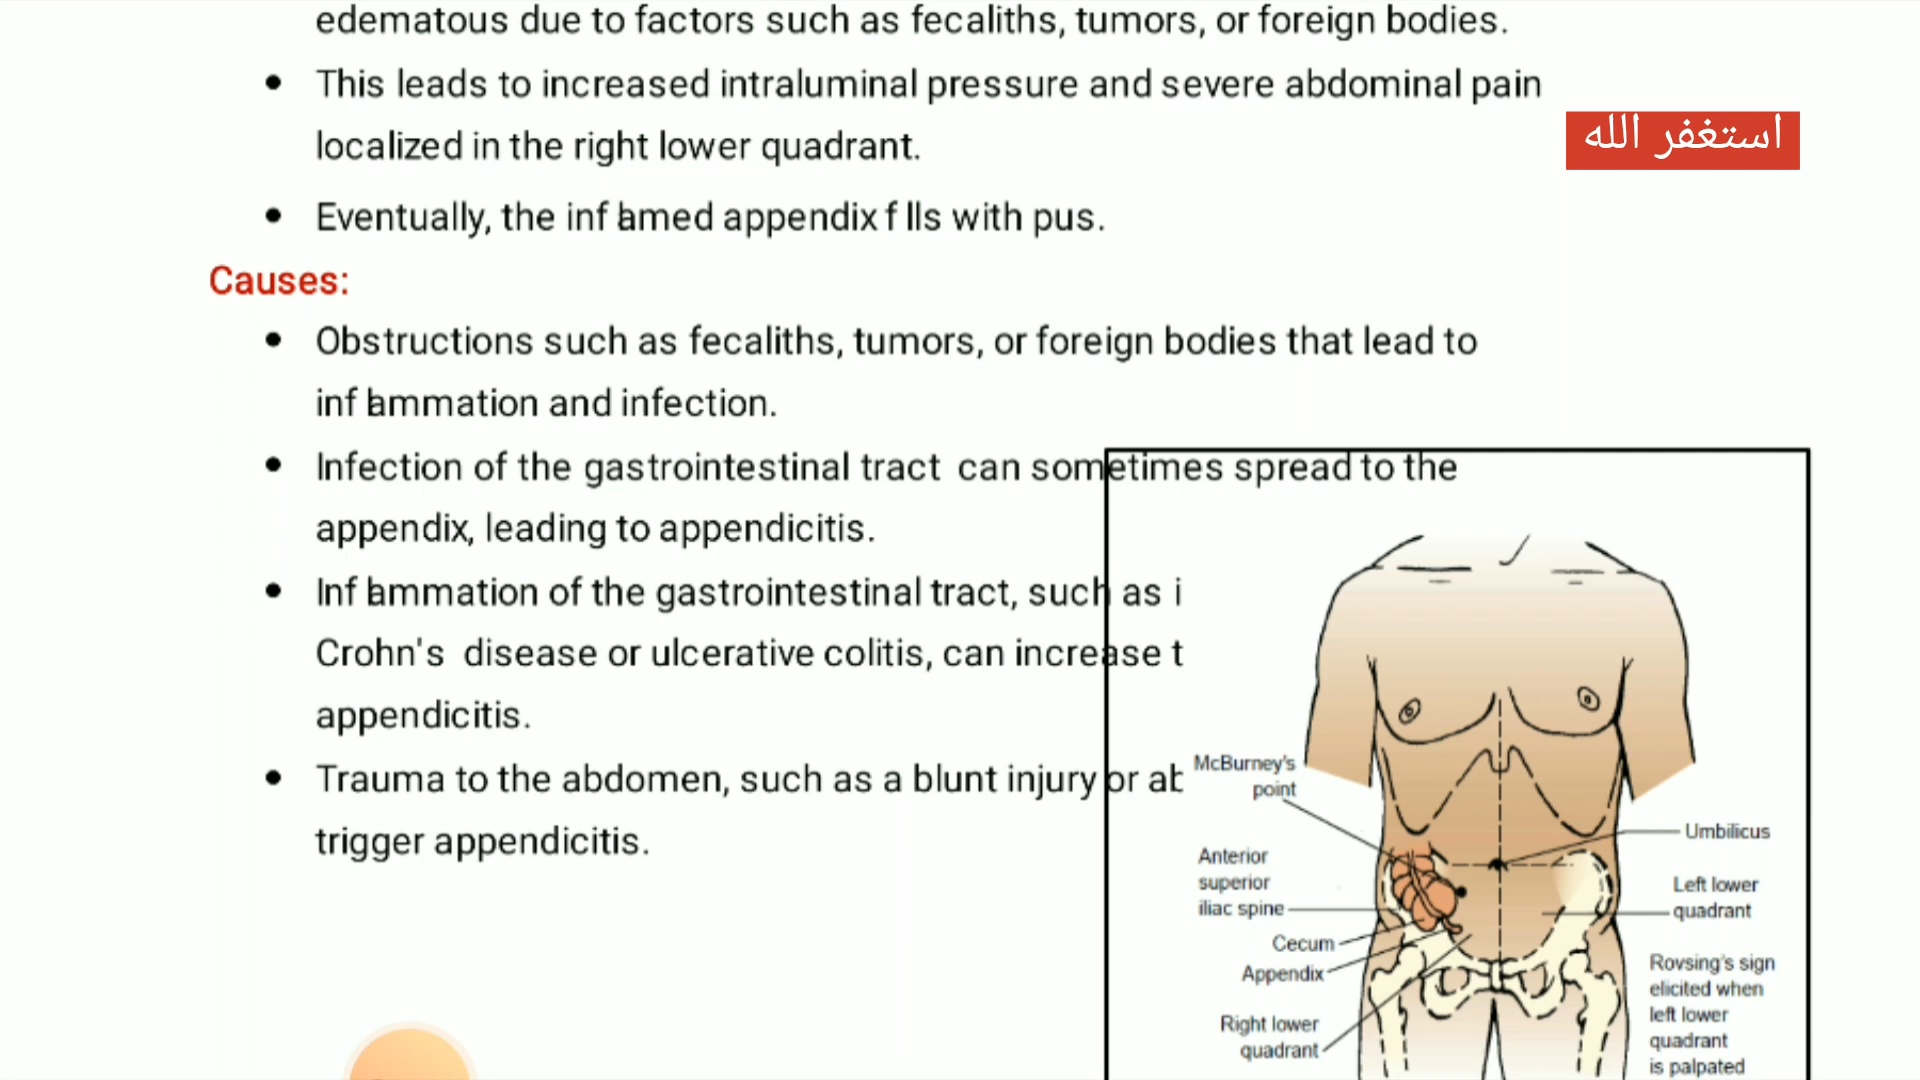 edematous due to factors such as fecaliths, tumors, or foreign bodies.
• This leads to increased intraluminal pressure and severe abdominal pain
localized in the right lower quadrant.
استغفر الله
• Eventually, the inf amed appendix f lls with pus.
Causes:
• Obstructions such as fecaliths, tumors, or foreign bodies that lead to
inf ammation and infection.
• Infection of the gastrointestinal tract can sometimes spread to the
appendix, leading to appendicitis.
• Inf ammation of the gastrointestinal tract, such as i
Crohn's disease or ulcerative colitis, can increase t
appendicitis.
• Trauma to the abdomen, such as a blunt injury or ab
trigger appendicitis.
McBurney's
point
Umbilicus
Anterior
superior
iliac spine
Left lower
quadrant
Cecum
Appendix
Right lower
quadrant
Rovsing's sign
elicited when
left lower
quadrant
is palpated